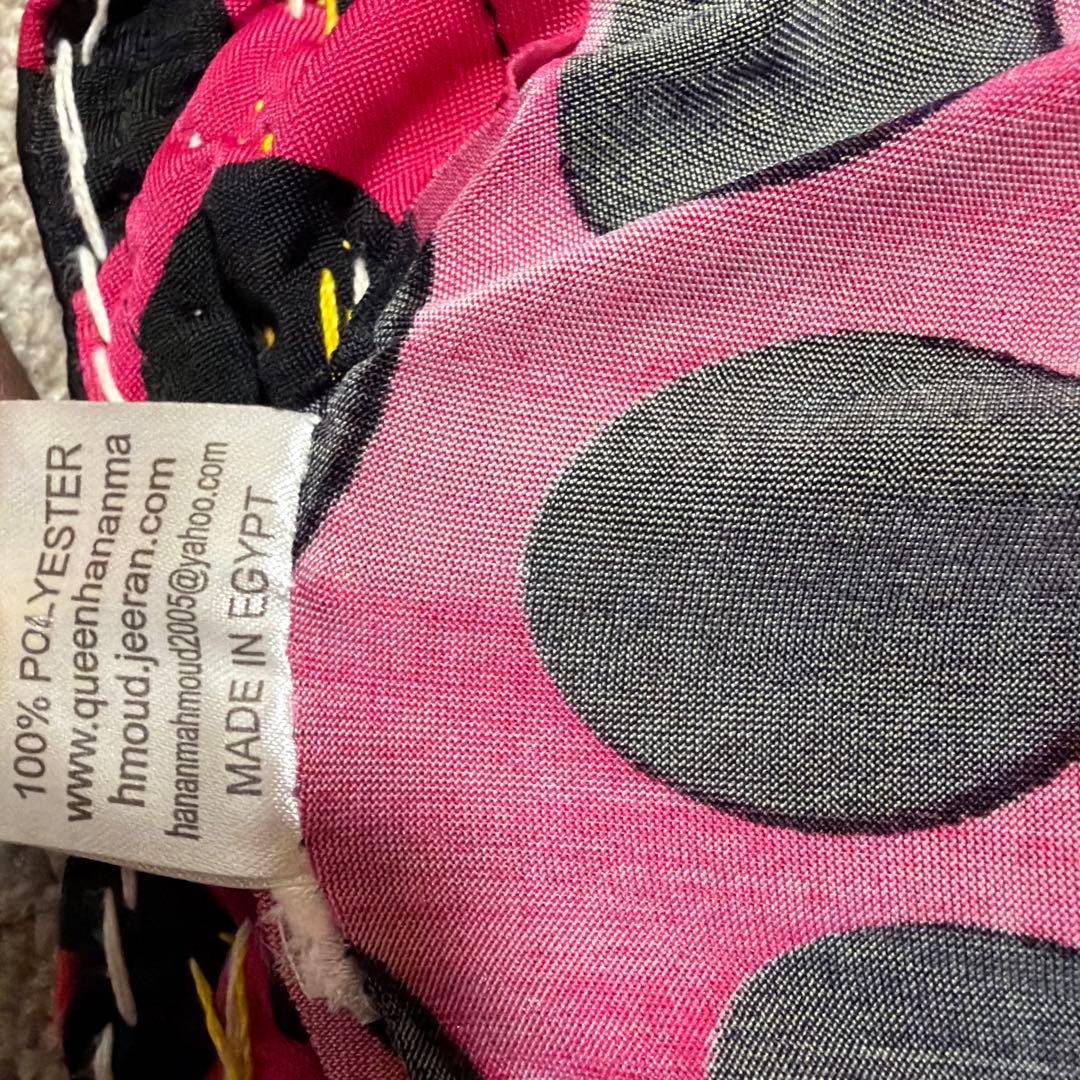 100% POLYESTER
www.queenhananma
hmoud.jeeran.com
hananmahmoud2005@yahoo.com
MADE IN EGYPT